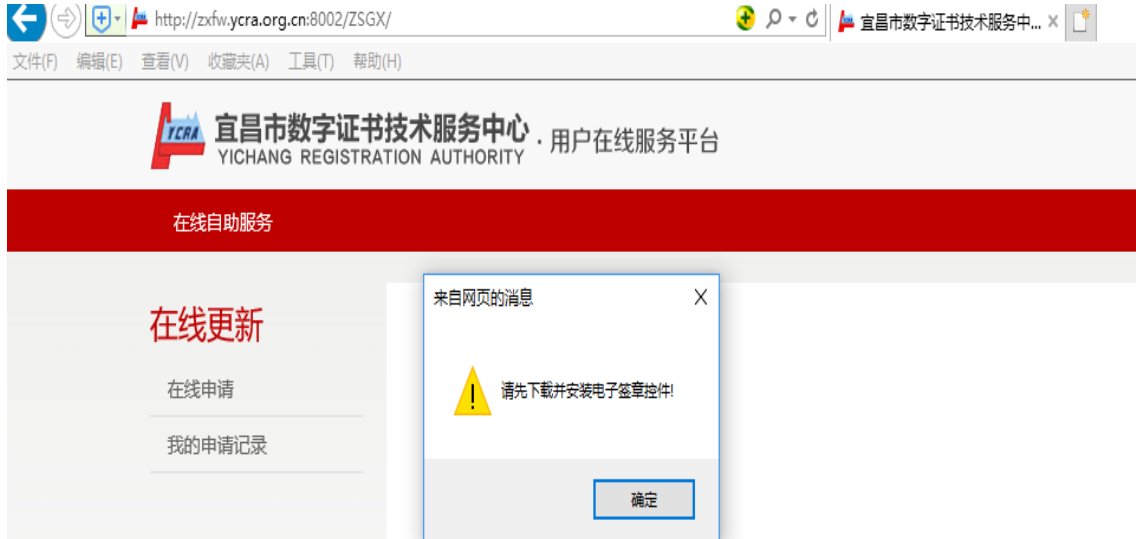 http://zxfw.ycra.org.cn:8002/ZSGX/
宜昌市数字证书技术服务中... ×
文件(F) 编辑(E) 查看(V) 收藏夹(A) 工具(T) 帮助(H)
YCRA
宜昌市数字证书技术服务中心 · 用户在线服务平台
YICHANG REGISTRATION AUTHORITY
在线自助服务
来自网页的消息
在线更新
请先下载并安装电子签章控件!
在线申请
我的申请记录
确定